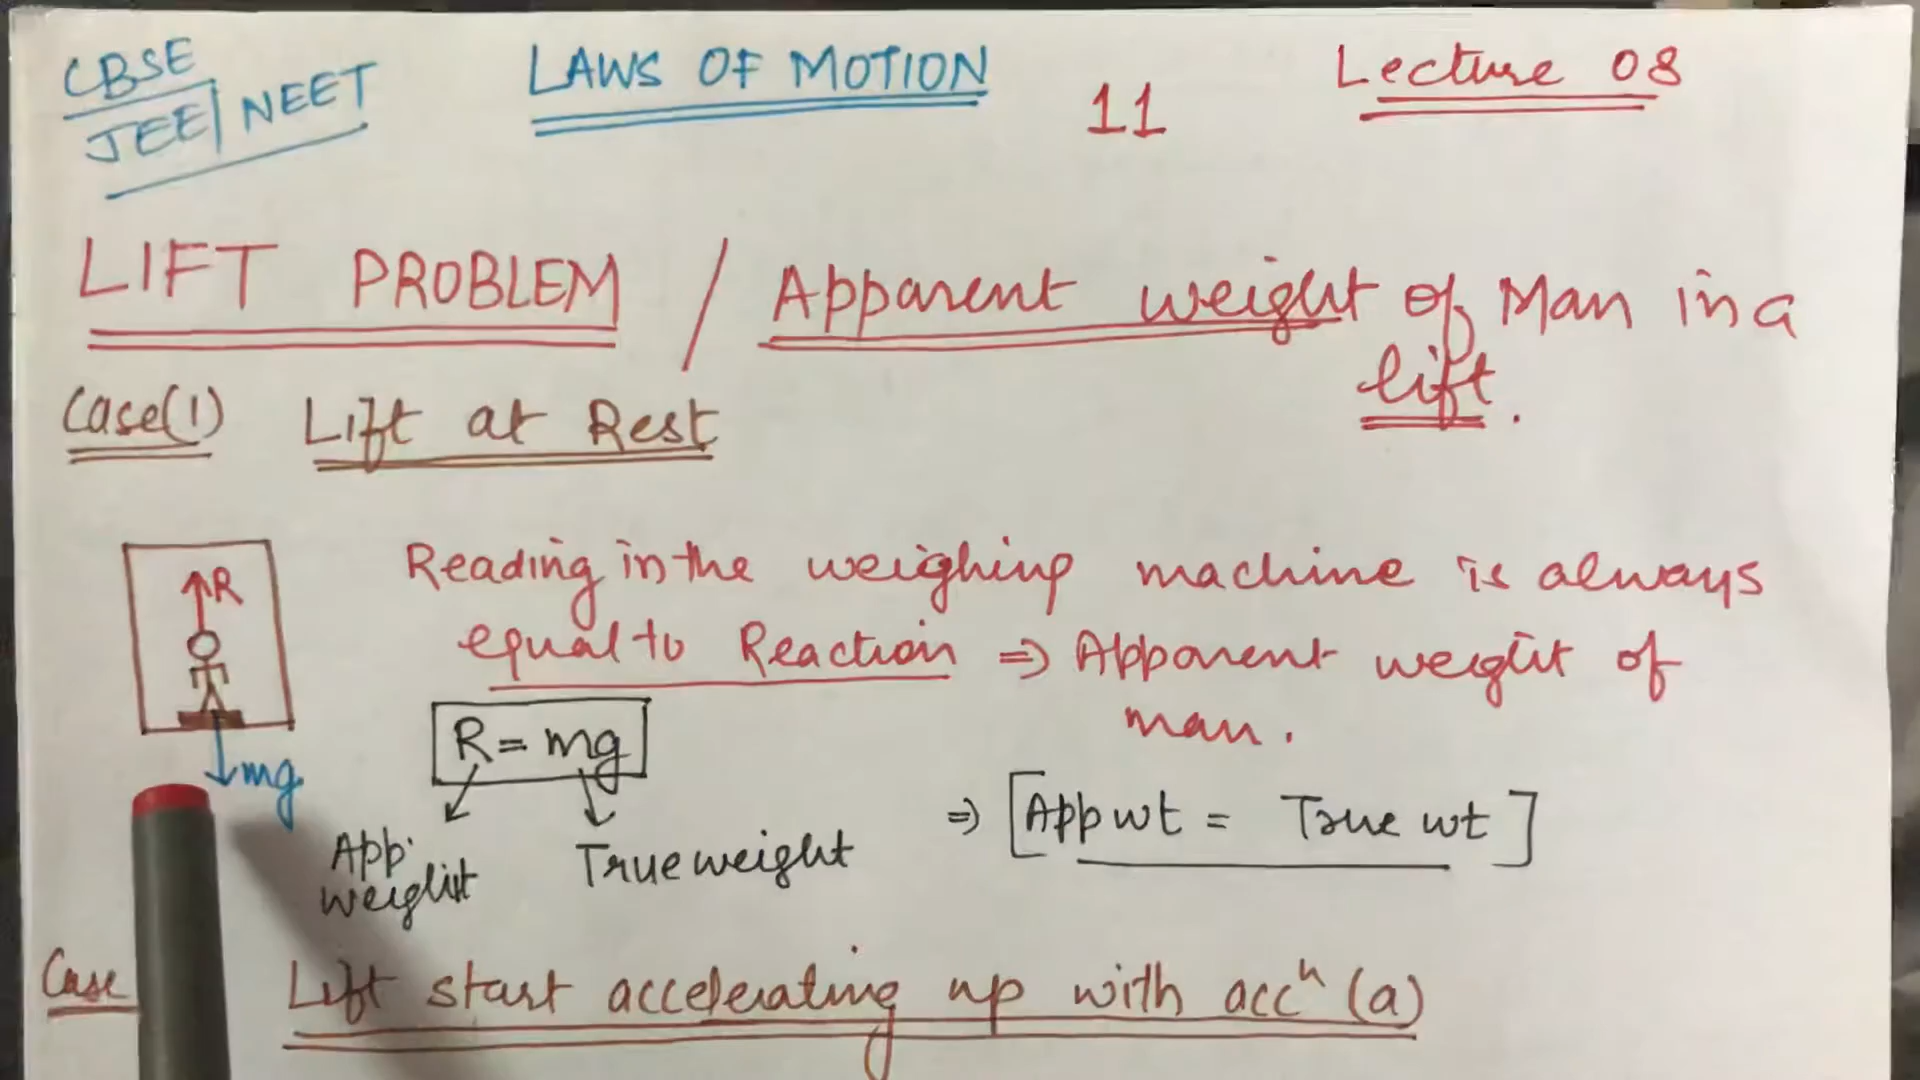 CBSE
JEE/NEET
LAWS OF MOTION
11
Lecture 08
LIFT PROBLEM / Apparent weight of Man in a
lift.
Case(1) Lift at Rest
R
mg
Reading in the weighing machine is always
equal to Reaction ⇒ Apparent weight of
man.
R = mg
App. weight
True weight
⇒ [App wt = True wt]
Case
Lift start accelerating up with accⁿ (a)